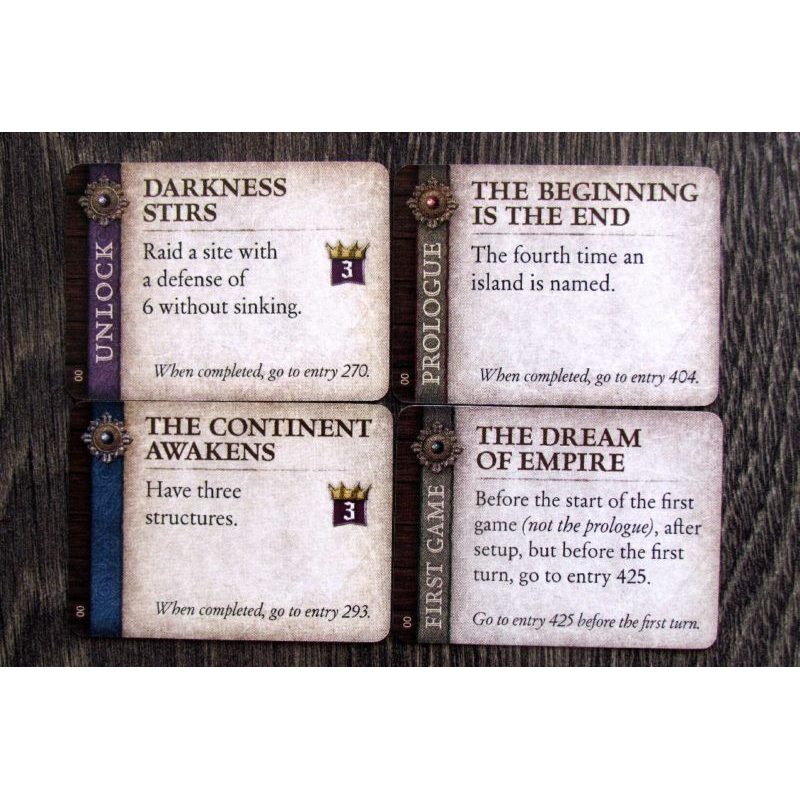 DARKNESS
STIRS
UNLOCK
Raid a site with
a defense of
6 without sinking.
3
When completed, go to entry 270.
00
THE BEGINNING
IS THE END
PROLOGUE
The fourth time an
island is named.
When completed, go to entry 404.
00
THE CONTINENT
AWAKENS
Have three
structures.
3
When completed, go to entry 293.
00
THE DREAM
OF EMPIRE
FIRST GAME
Before the start of the first
game (not the prologue), after
setup, but before the first
turn, go to entry 425.
Go to entry 425 before the first turn.
00